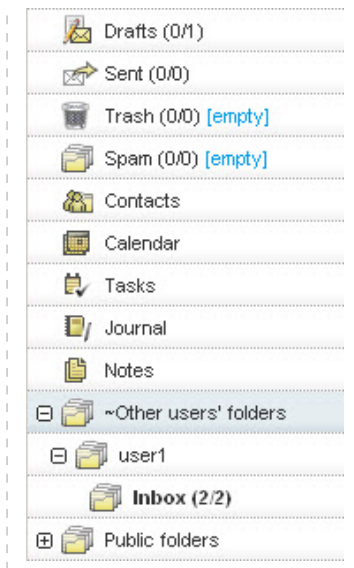 Drafts (0/1)
Sent (0/0)
Trash (0/0) [empty]
Spam (0/0) [empty]
Contacts
Calendar
Tasks
Journal
Notes
~Other users' folders
user1
Inbox (2/2)
Public folders